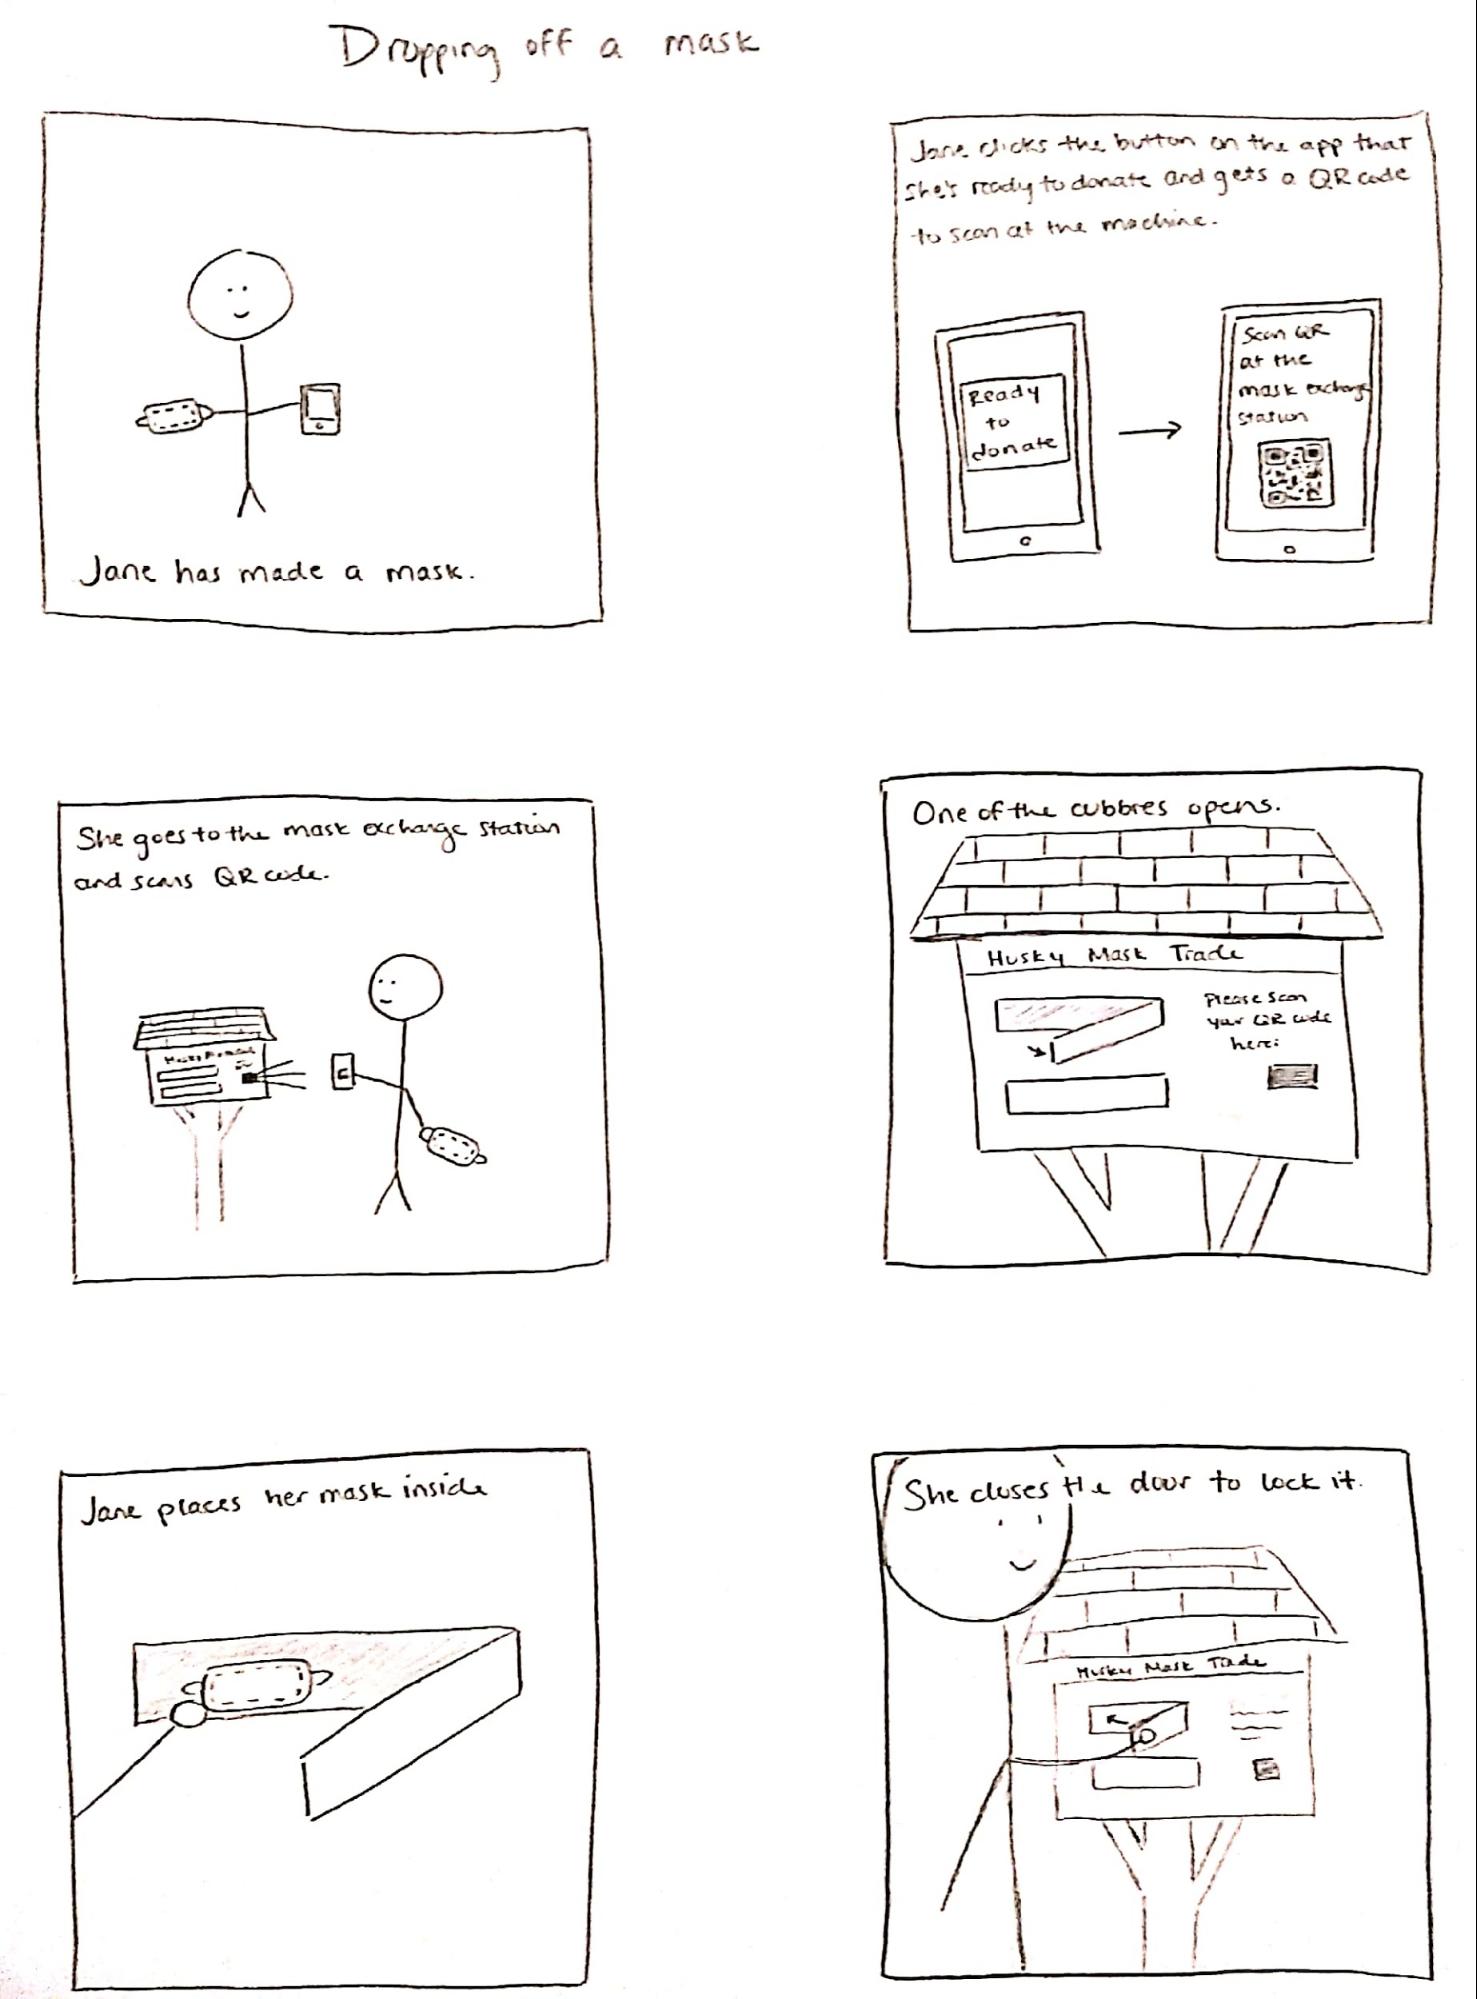 Dropping off a mask
Jane has made a mask.
Jane clicks the button on the app that
she's ready to donate and gets a QR code
to scan at the machine.
Ready
to
donate
Scan QR
at the
mask exchange
station
She goes to the mask exchange station
and scans QR code.
One of the cubbies opens.
Husky Mask Trade
Please scan
your QR code
here:
Jane places her mask inside
She closes the door to lock it.
Husky Mask Trade